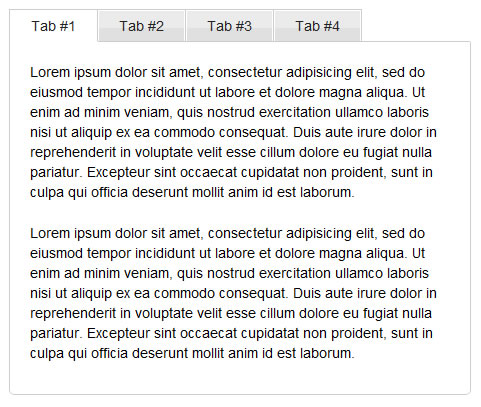 Tab #1 Tab #2 Tab #3 Tab #4
Lorem ipsum dolor sit amet, consectetur adipisicing elit, sed do
eiusmod tempor incididunt ut labore et dolore magna aliqua. Ut
enim ad minim veniam, quis nostrud exercitation ullamco laboris
nisi ut aliquip ex ea commodo consequat. Duis aute irure dolor in
reprehenderit in voluptate velit esse cillum dolore eu fugiat nulla
pariatur. Excepteur sint occaecat cupidatat non proident, sunt in
culpa qui officia deserunt mollit anim id est laborum.
Lorem ipsum dolor sit amet, consectetur adipisicing elit, sed do
eiusmod tempor incididunt ut labore et dolore magna aliqua. Ut
enim ad minim veniam, quis nostrud exercitation ullamco laboris
nisi ut aliquip ex ea commodo consequat. Duis aute irure dolor in
reprehenderit in voluptate velit esse cillum dolore eu fugiat nulla
pariatur. Excepteur sint occaecat cupidatat non proident, sunt in
culpa qui officia deserunt mollit anim id est laborum.